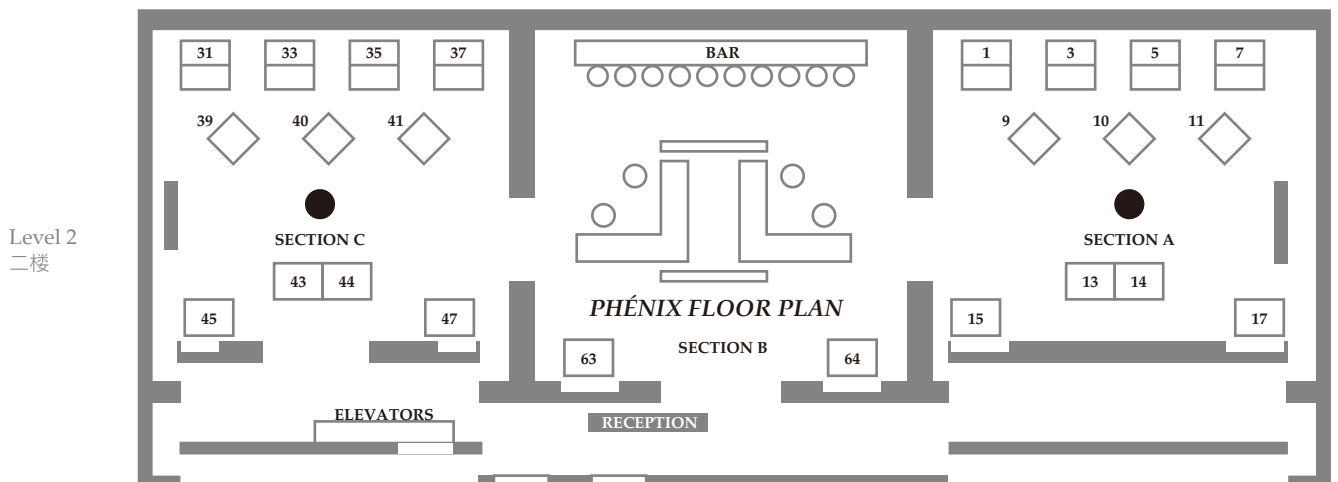 31 33 35 37 BAR 1 3 5 7
39 40 41 9 10 11
Level 2
二楼
SECTION C SECTION A
43 44 13 14
45 47 PHÉNIX FLOOR PLAN 15 17
SECTION B
63 64
ELEVATORS
RECEPTION